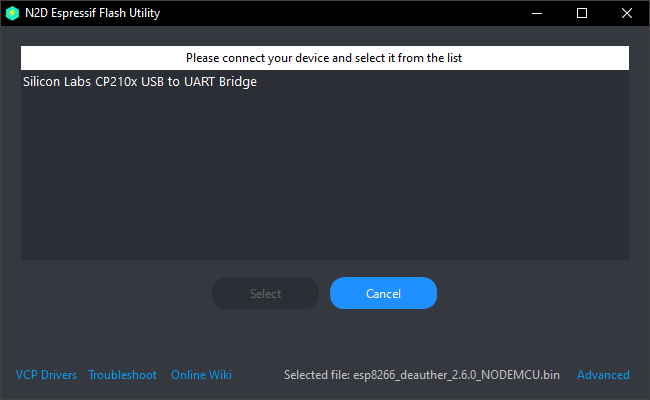 N2D Espressif Flash Utility
Please connect your device and select it from the list
Silicon Labs CP210x USB to UART Bridge
Select Cancel
VCP Drivers Troubleshoot Online Wiki Selected file: esp8266_deauther_2.6.0_NODEMCU.bin Advanced